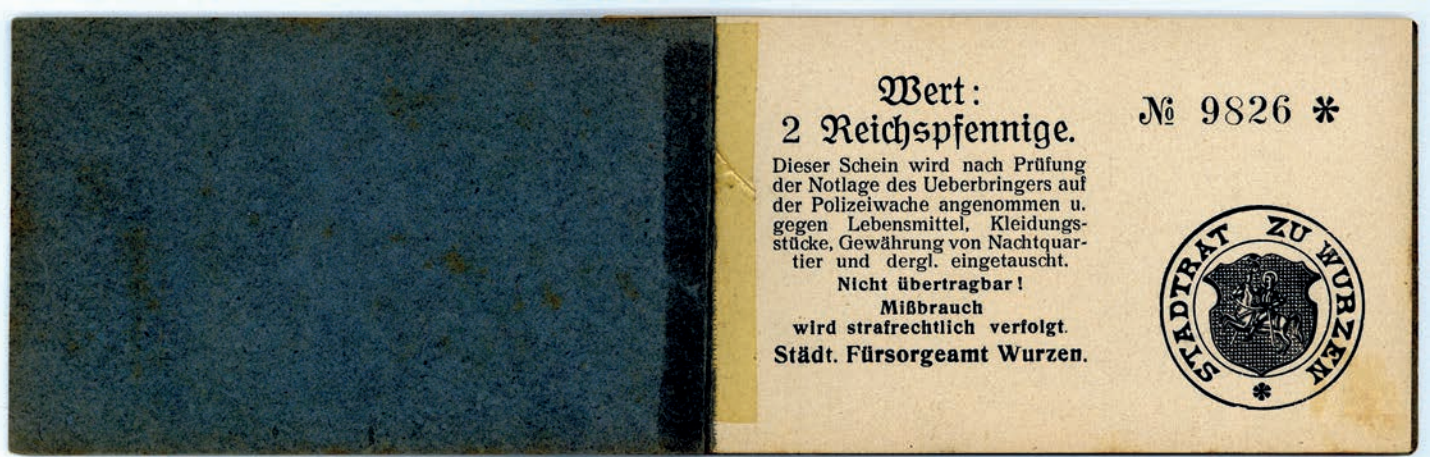 Wert:
2 Reichspfennige.
Dieser Schein wird nach Prüfung
der Notlage des Ueberbringers auf
der Polizeiwache angenommen u.
gegen Lebensmittel, Kleidungs-
stücke, Gewährung von Nachtquar-
tier und dergl. eingetauscht.
Nicht übertragbar!
Mißbrauch
wird strafrechtlich verfolgt.
Städt. Fürsorgeamt Wurzen.
№ 9826 *
STADTRAT ZU WURZEN
*